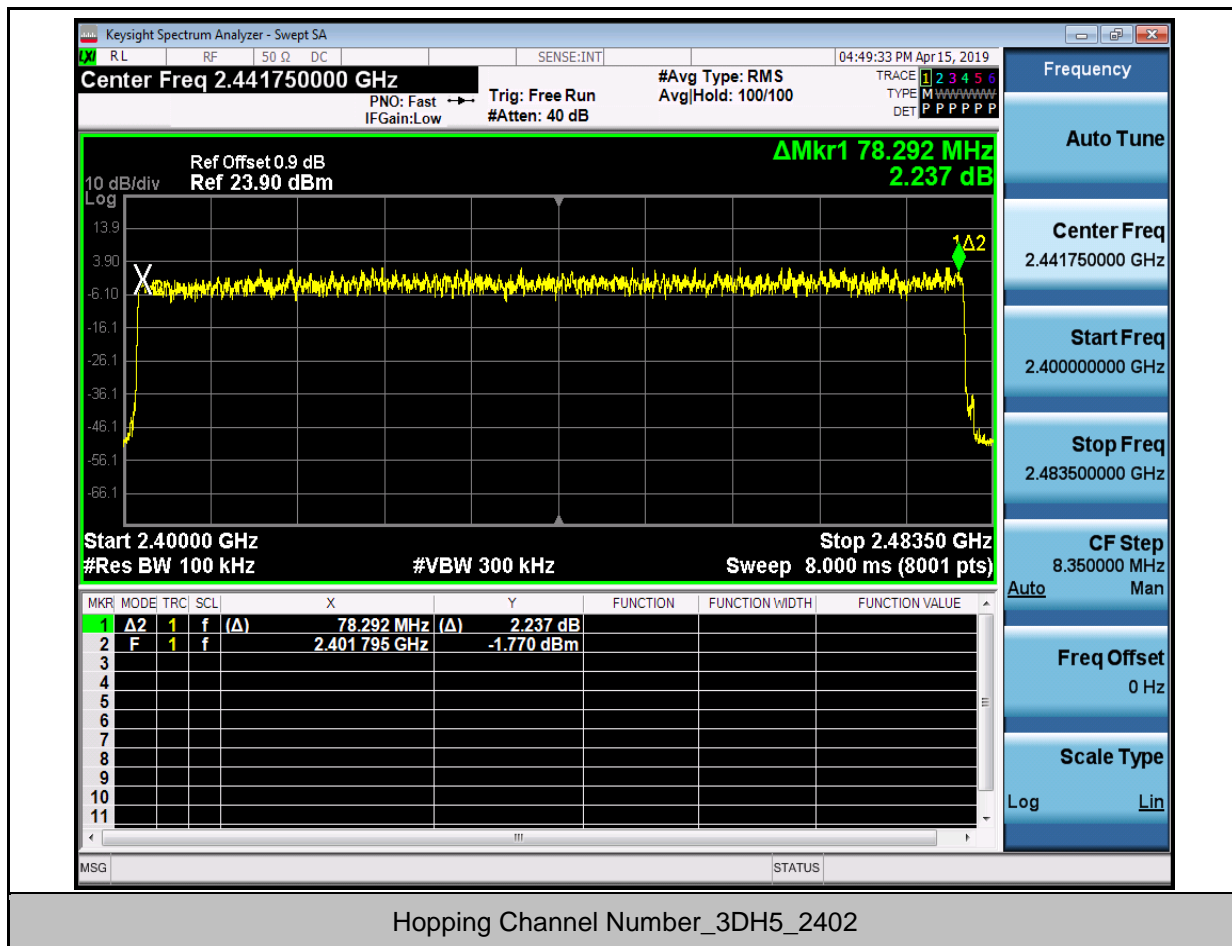 Keysight Spectrum Analyzer - Swept SA
LXI RL RF 50 Ω DC SENSE:INT 04:49:33 PM Apr 15, 2019
Center Freq 2.441750000 GHz
PNO: Fast
IFGain:Low
Trig: Free Run
#Atten: 40 dB
#Avg Type: RMS
Avg|Hold: 100/100
TRACE 1 2 3 4 5 6
TYPE M WWWWW
DET P P P P P P
Ref Offset 0.9 dB
10 dB/div Ref 23.90 dBm
Log
ΔMkr1 78.292 MHz
2.237 dB
13.9
3.90
-6.10
-16.1
-26.1
-36.1
-46.1
-56.1
-66.1
1Δ2
Start 2.40000 GHz Stop 2.48350 GHz
#Res BW 100 kHz #VBW 300 kHz Sweep 8.000 ms (8001 pts)
MKR MODE TRC SCL X Y FUNCTION FUNCTION WIDTH FUNCTION VALUE
1 Δ2 1 f (Δ) 78.292 MHz (Δ) 2.237 dB
2 F 1 f 2.401 795 GHz -1.770 dBm
3
4
5
6
7
8
9
10
11
MSG STATUS
Frequency
Auto Tune
Center Freq
2.441750000 GHz
Start Freq
2.400000000 GHz
Stop Freq
2.483500000 GHz
CF Step
8.350000 MHz
Auto Man
Freq Offset
0 Hz
Scale Type
Log Lin
Hopping Channel Number_3DH5_2402